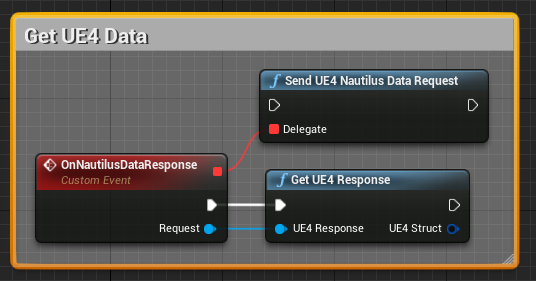 Get UE4 Data
Send UE4 Nautilus Data Request
Delegate
OnNautilusDataResponse
Custom Event
Request
Get UE4 Response
UE4 Response
UE4 Struct